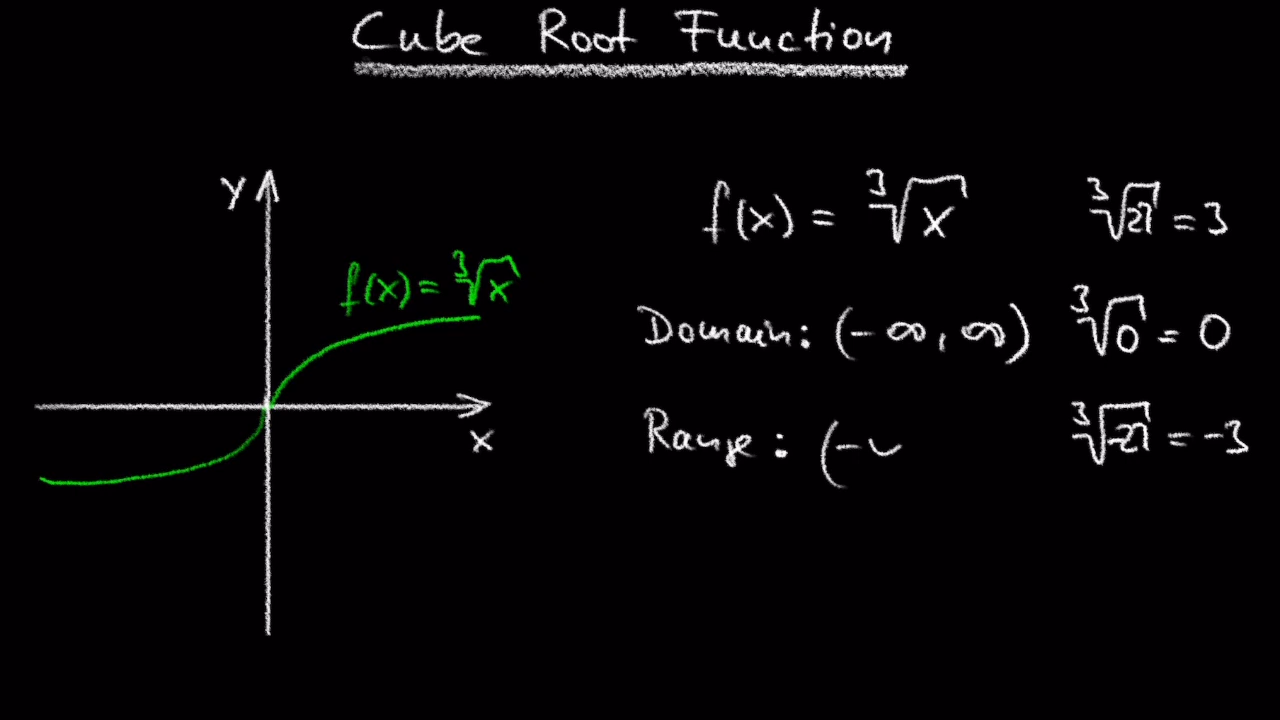 Cube Root Function
y
f(x) = ∛x
x
f(x) = ∛x
∛27 = 3
Domain: (-∞, ∞)
∛0 = 0
Range: (-
∛-27 = -3